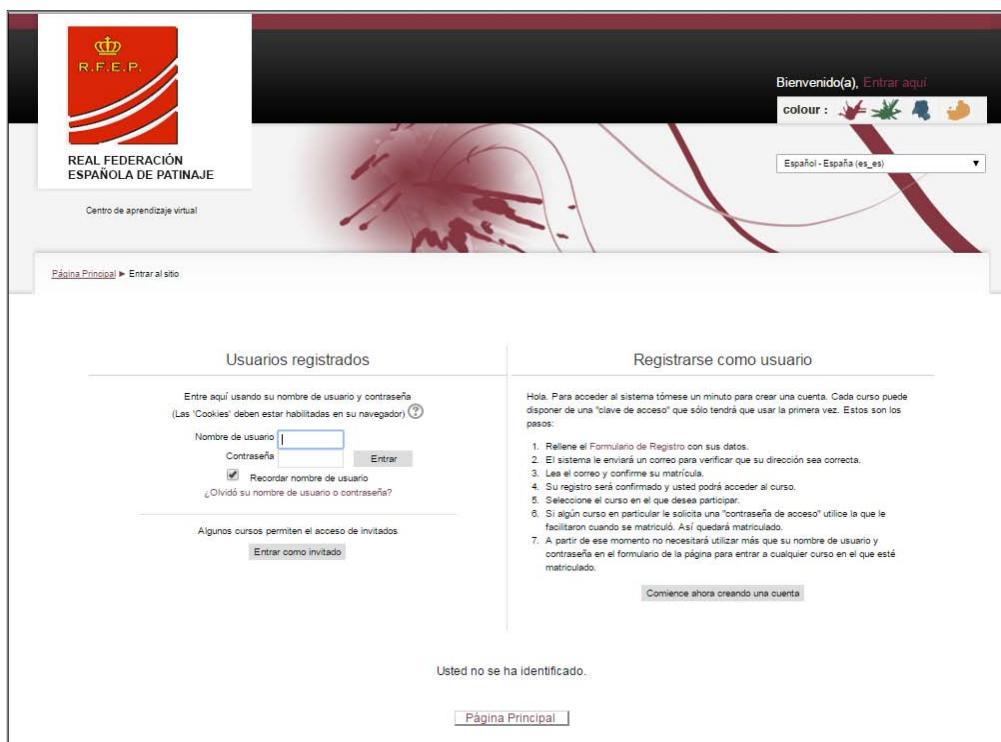 R.F.E.P.
REAL FEDERACIÓN
ESPAÑOLA DE PATINAJE
Centro de aprendizaje virtual
Bienvenido(a), Entrar aquí
colour :
Español - España (es_es)
Página Principal ► Entrar al sitio
Usuarios registrados
Entre aquí usando su nombre de usuario y contraseña
(Las 'Cookies' deben estar habilitadas en su navegador) ?
Nombre de usuario
Contraseña Entrar
Recordar nombre de usuario
¿Olvidó su nombre de usuario o contraseña?
Algunos cursos permiten el acceso de invitados
Entrar como invitado
Registrarse como usuario
Hola. Para acceder al sistema tómese un minuto para crear una cuenta. Cada curso puede
disponer de una "clave de acceso" que sólo tendrá que usar la primera vez. Estos son los
pasos:
1. Rellene el Formulario de Registro con sus datos.
2. El sistema le enviará un correo para verificar que su dirección sea correcta.
3. Lea el correo y confirme su matrícula.
4. Su registro será confirmado y usted podrá acceder al curso.
5. Seleccione el curso en el que desea participar.
6. Si algún curso en particular le solicita una "contraseña de acceso" utilice la que le
facilitaron cuando se matriculó. Así quedará matriculado.
7. A partir de ese momento no necesitará utilizar más que su nombre de usuario y
contraseña en el formulario de la página para entrar a cualquier curso en el que esté
matriculado.
Comience ahora creando una cuenta
Usted no se ha identificado.
Página Principal